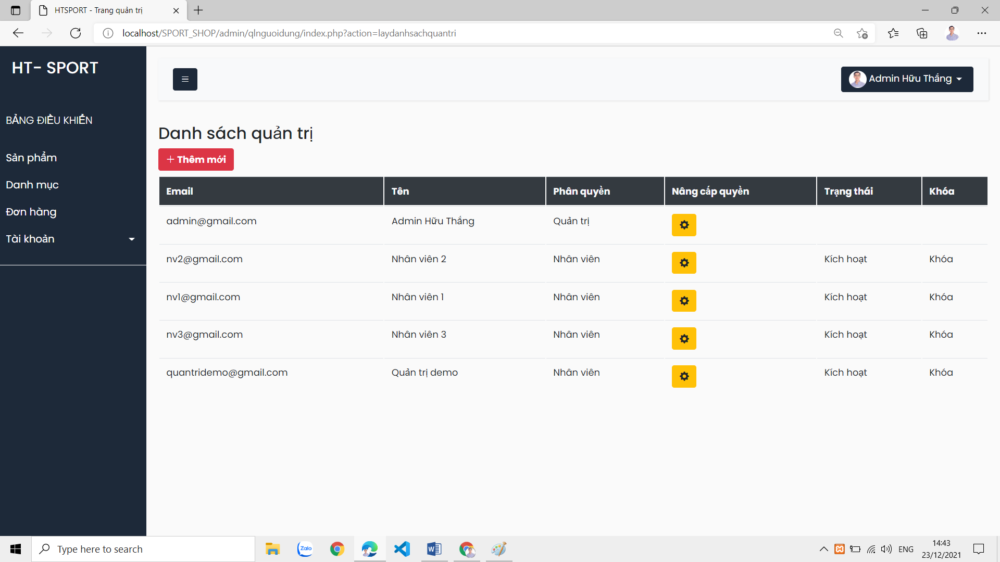 HTSPORT - Trang quản trị
localhost/SPORT_SHOP/admin/qlnguoidung/index.php?action=laydanhsachquantri
HT- SPORT
Admin Hữu Thắng
BẢNG ĐIỀU KHIỂN
Sản phẩm
Danh mục
Đơn hàng
Tài khoản
Danh sách quản trị
+ Thêm mới
Email Tên Phân quyền Nâng cấp quyền Trạng thái Khóa
admin@gmail.com Admin Hữu Thắng Quản trị
nv2@gmail.com Nhân viên 2 Nhân viên Kích hoạt Khóa
nv1@gmail.com Nhân viên 1 Nhân viên Kích hoạt Khóa
nv3@gmail.com Nhân viên 3 Nhân viên Kích hoạt Khóa
quantridemo@gmail.com Quản trị demo Nhân viên Kích hoạt Khóa
Type here to search
Zalo
ENG
14:43
23/12/2021